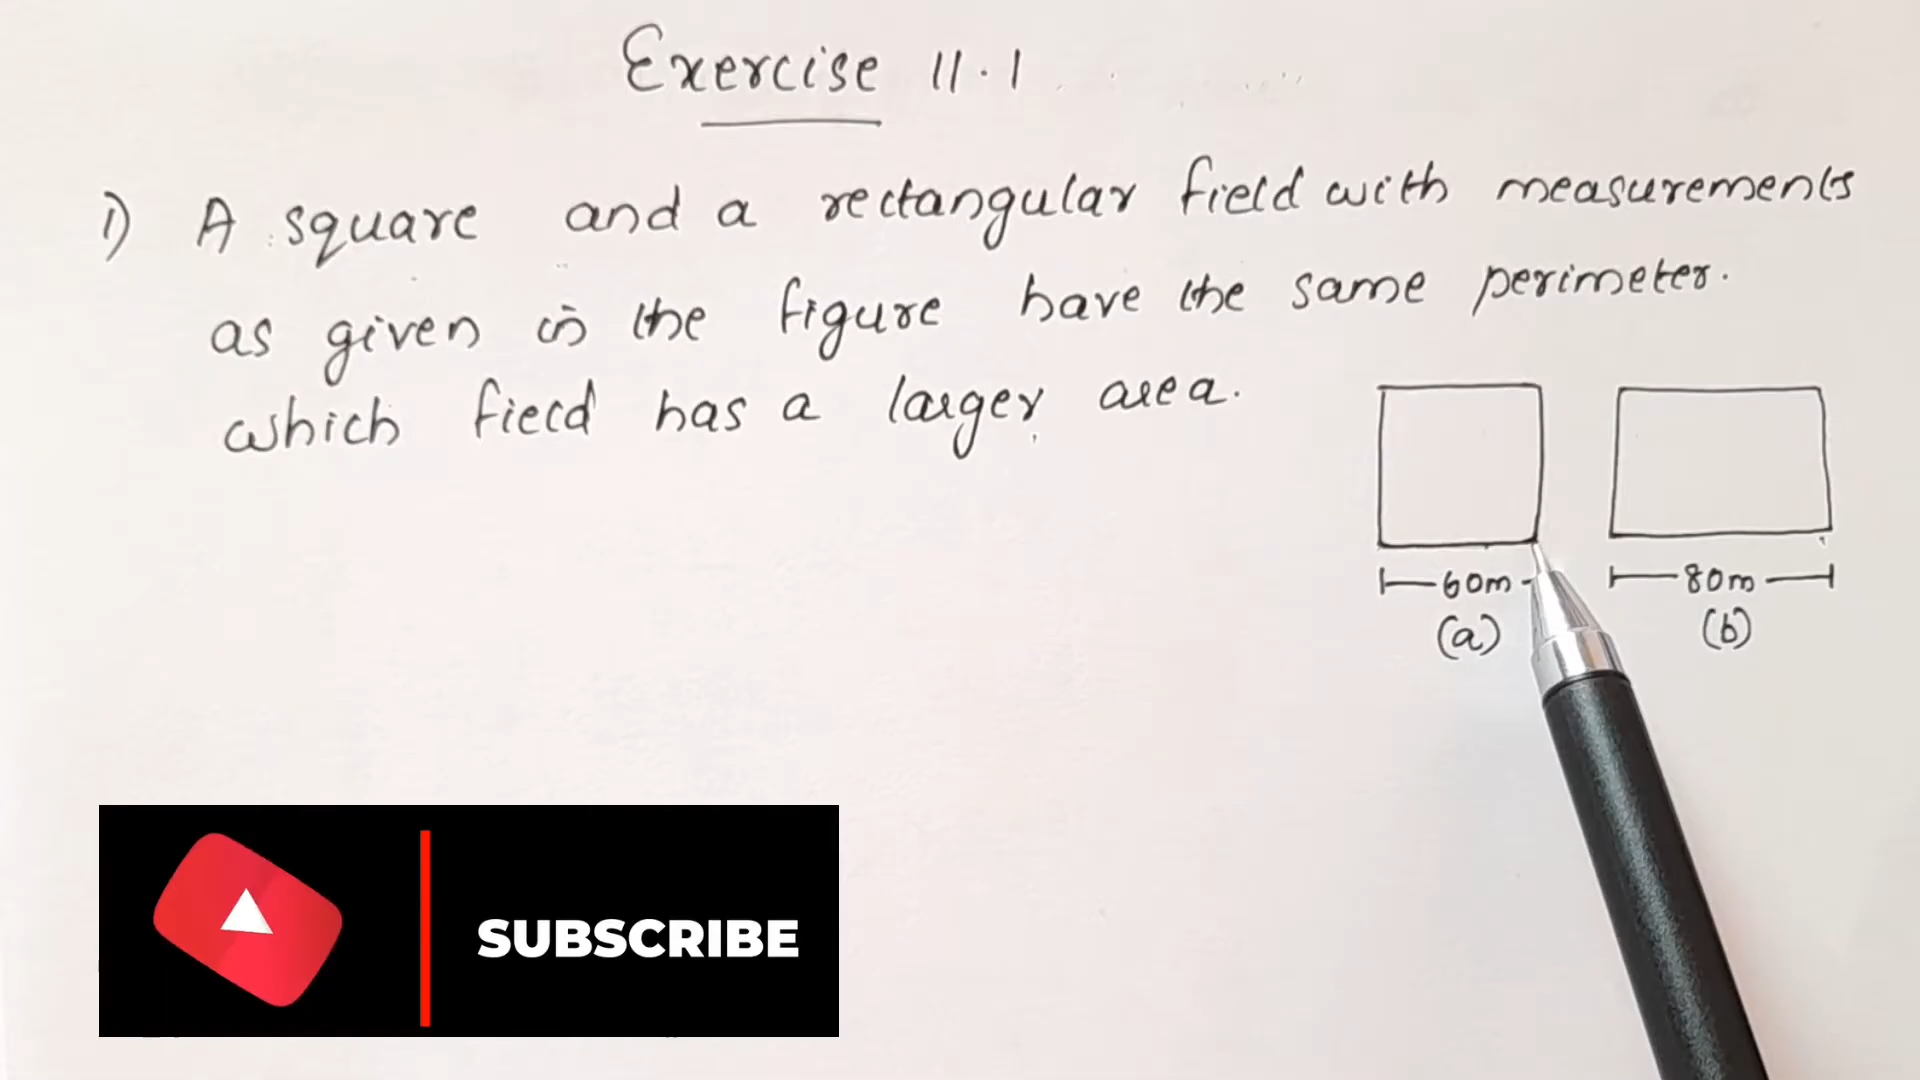 Exercise 11.1
1) A square and a rectangular field with measurements
as given in the figure have the same perimeter.
which field has a larger area.
60m
80m
(a)
(b)
SUBSCRIBE